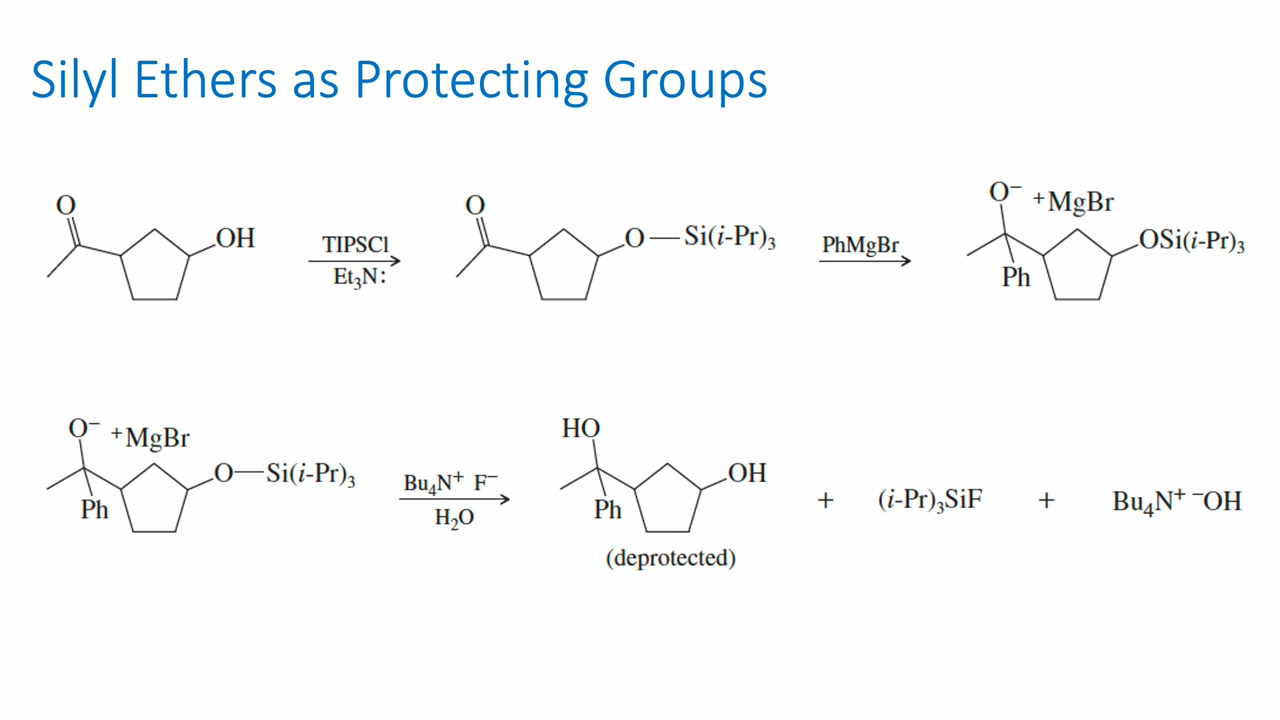 Silyl Ethers as Protecting Groups
O
OH
TIPSCl
Et₃N:
O
O—Si(i-Pr)₃
PhMgBr
O⁻ ⁺MgBr
Ph
OSi(i-Pr)₃
O⁻ ⁺MgBr
Ph
O—Si(i-Pr)₃
Bu₄N⁺ F⁻
H₂O
HO
Ph
OH
(deprotected)
+
(i-Pr)₃SiF
+
Bu₄N⁺ ⁻OH